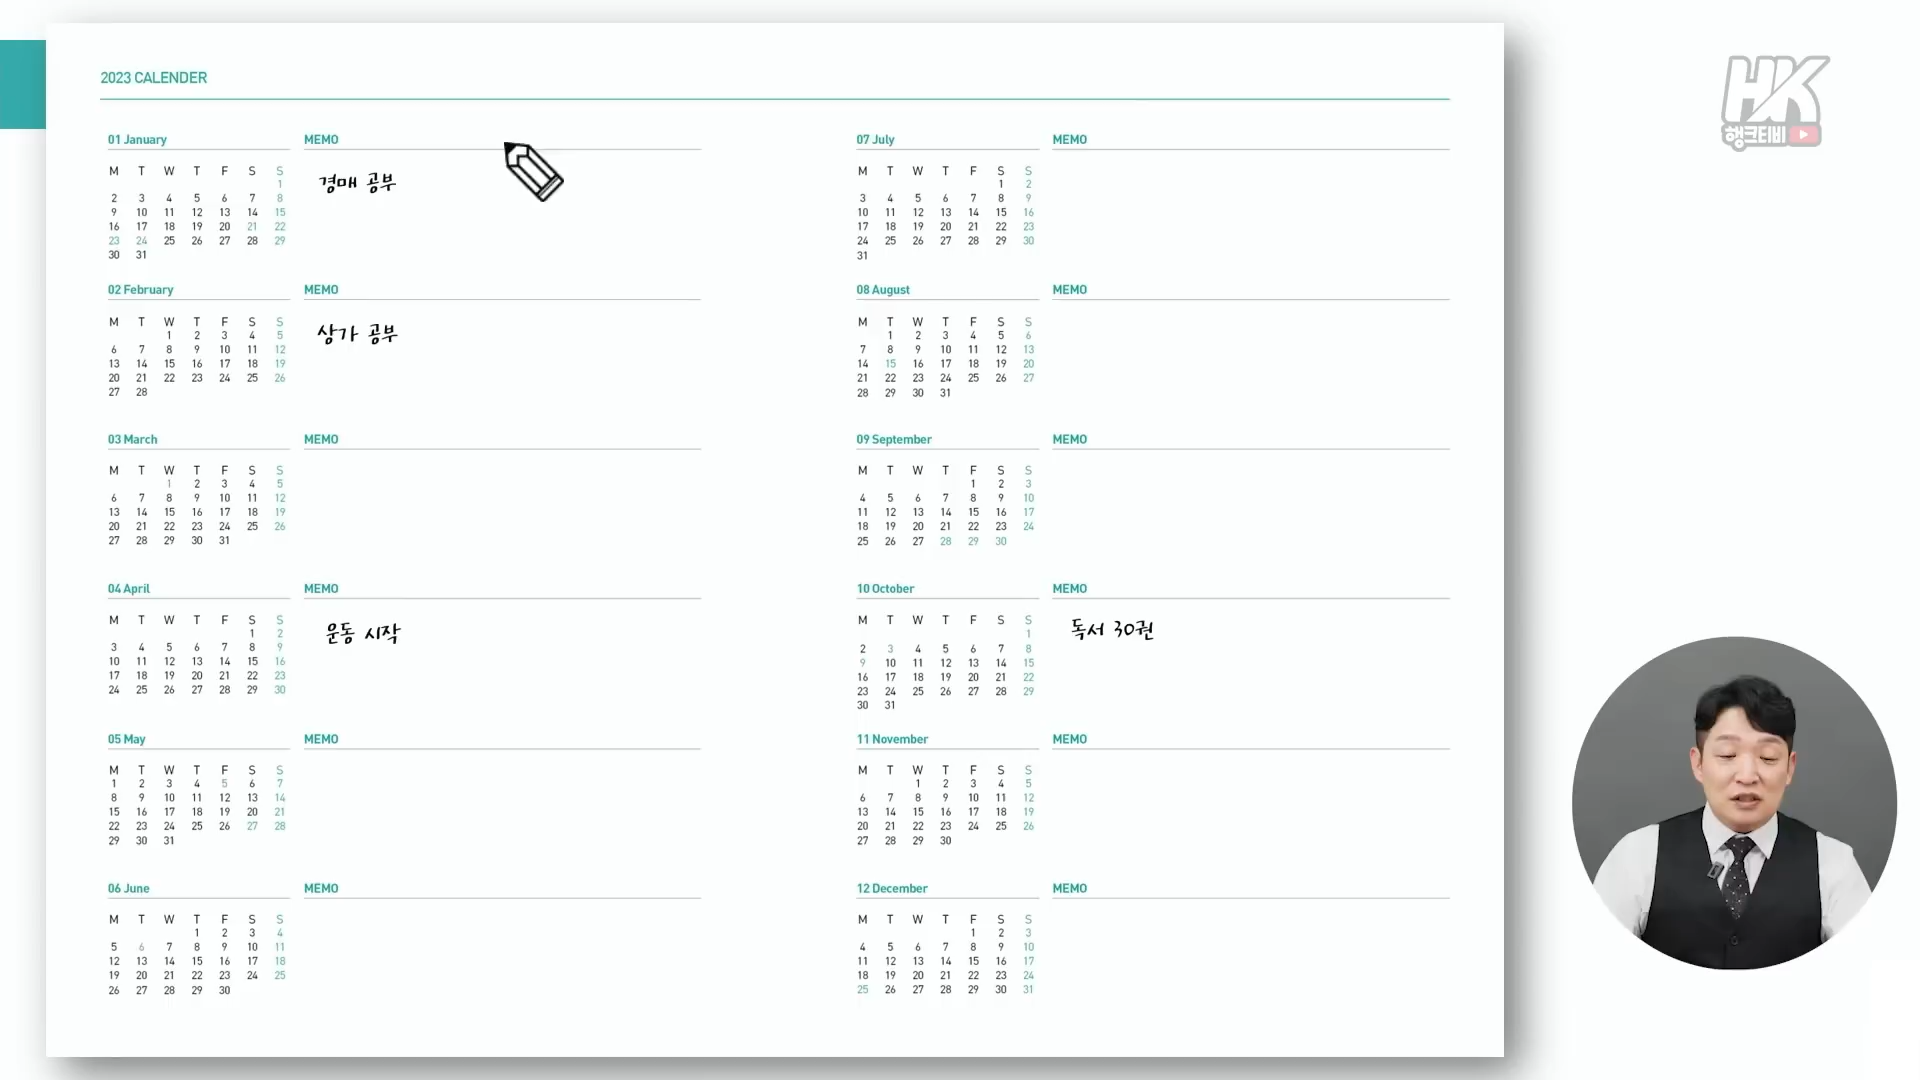 2023 CALENDER
01 January
MEMO
M T W T F S S
1
2 3 4 5 6 7 8
9 10 11 12 13 14 15
16 17 18 19 20 21 22
23 24 25 26 27 28 29
30 31
경매 공부
02 February
MEMO
M T W T F S S
1 2 3 4 5
6 7 8 9 10 11 12
13 14 15 16 17 18 19
20 21 22 23 24 25 26
27 28
상가 공부
03 March
MEMO
M T W T F S S
1 2 3 4 5
6 7 8 9 10 11 12
13 14 15 16 17 18 19
20 21 22 23 24 25 26
27 28 29 30 31
04 April
MEMO
M T W T F S S
1 2
3 4 5 6 7 8 9
10 11 12 13 14 15 16
17 18 19 20 21 22 23
24 25 26 27 28 29 30
운동 시작
05 May
MEMO
M T W T F S S
1 2 3 4 5 6 7
8 9 10 11 12 13 14
15 16 17 18 19 20 21
22 23 24 25 26 27 28
29 30 31
06 June
MEMO
M T W T F S S
1 2 3 4
5 6 7 8 9 10 11
12 13 14 15 16 17 18
19 20 21 22 23 24 25
26 27 28 29 30
07 July
MEMO
M T W T F S S
1 2
3 4 5 6 7 8 9
10 11 12 13 14 15 16
17 18 19 20 21 22 23
24 25 26 27 28 29 30
31
08 August
MEMO
M T W T F S S
1 2 3 4 5 6
7 8 9 10 11 12 13
14 15 16 17 18 19 20
21 22 23 24 25 26 27
28 29 30 31
09 September
MEMO
M T W T F S S
1 2 3
4 5 6 7 8 9 10
11 12 13 14 15 16 17
18 19 20 21 22 23 24
25 26 27 28 29 30
10 October
MEMO
M T W T F S S
1
2 3 4 5 6 7 8
9 10 11 12 13 14 15
16 17 18 19 20 21 22
23 24 25 26 27 28 29
30 31
독서 30권
11 November
MEMO
M T W T F S S
1 2 3 4 5
6 7 8 9 10 11 12
13 14 15 16 17 18 19
20 21 22 23 24 25 26
27 28 29 30
12 December
MEMO
M T W T F S S
1 2 3
4 5 6 7 8 9 10
11 12 13 14 15 16 17
18 19 20 21 22 23 24
25 26 27 28 29 30 31
HK
행크티비